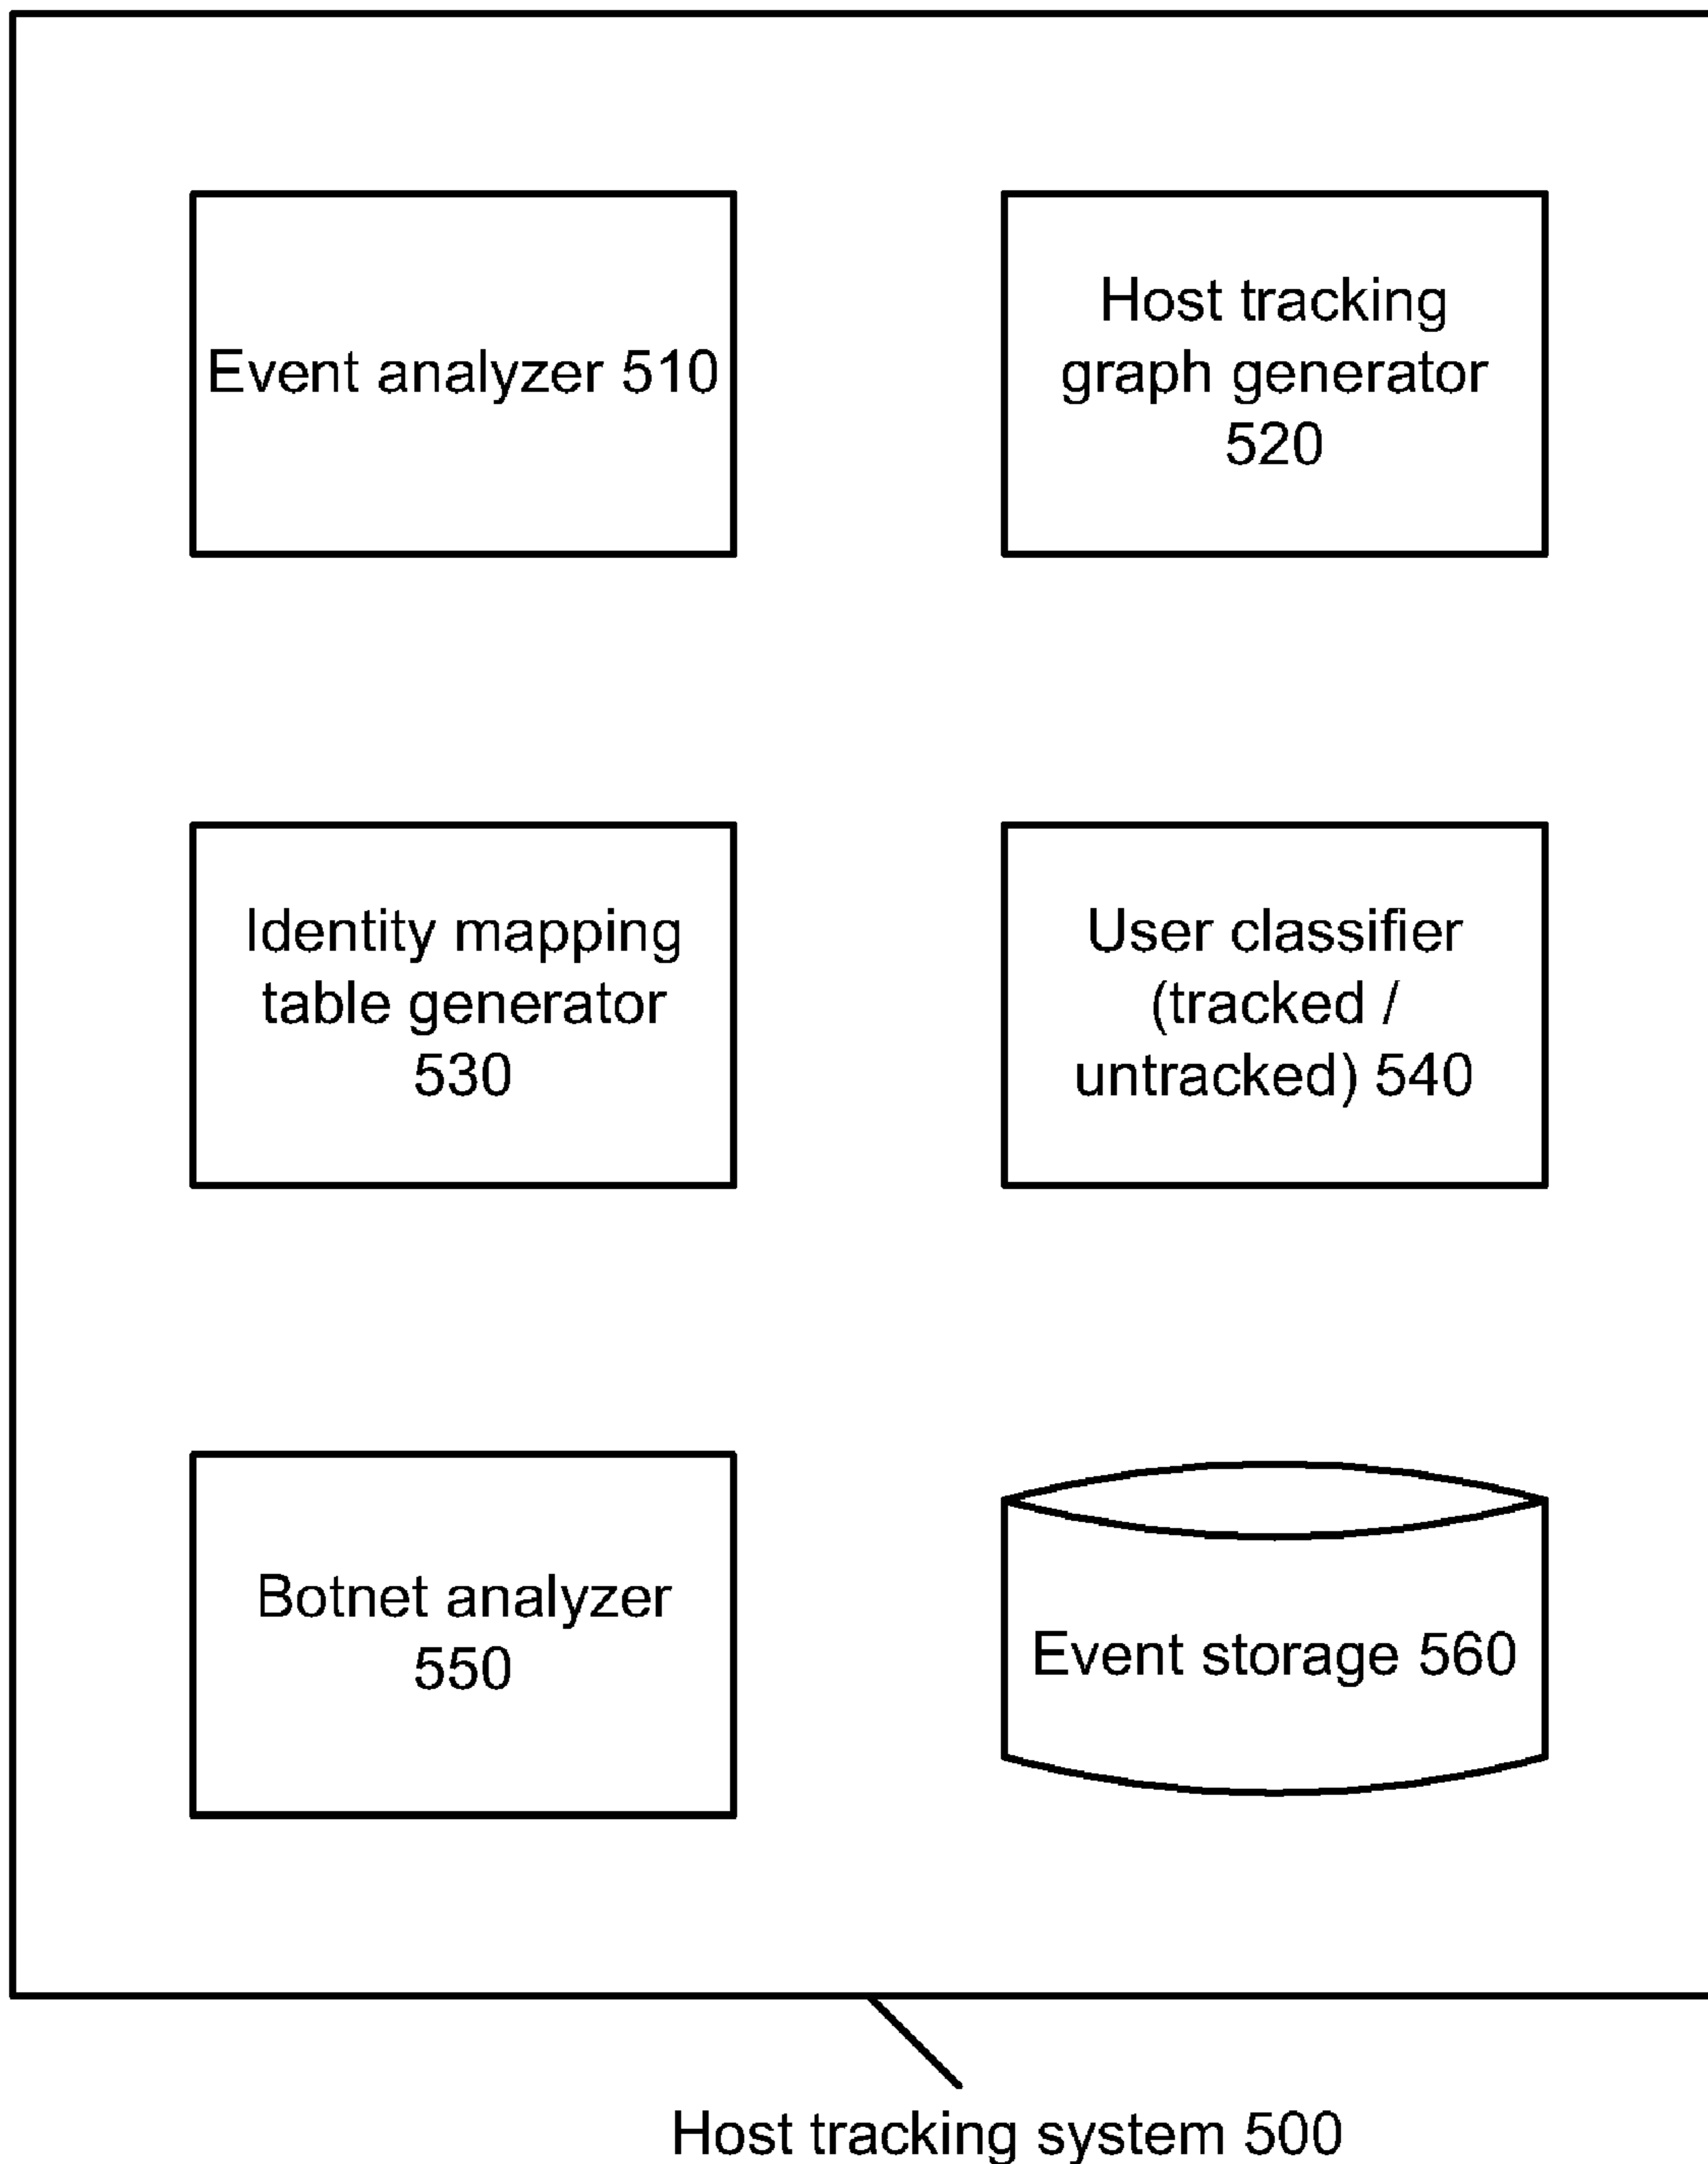 Event analyzer 510
Host tracking
graph generator
520
Identity mapping
table generator
530
User classifier
(tracked /
untracked) 540
Botnet analyzer
550
Event storage 560
Host tracking system 500